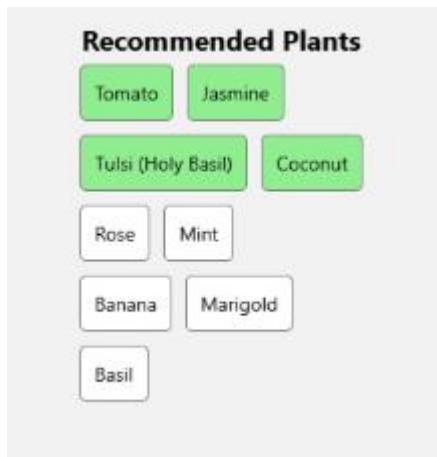 Recommended Plants
Tomato Jasmine
Tulsi (Holy Basil) Coconut
Rose Mint
Banana Marigold
Basil